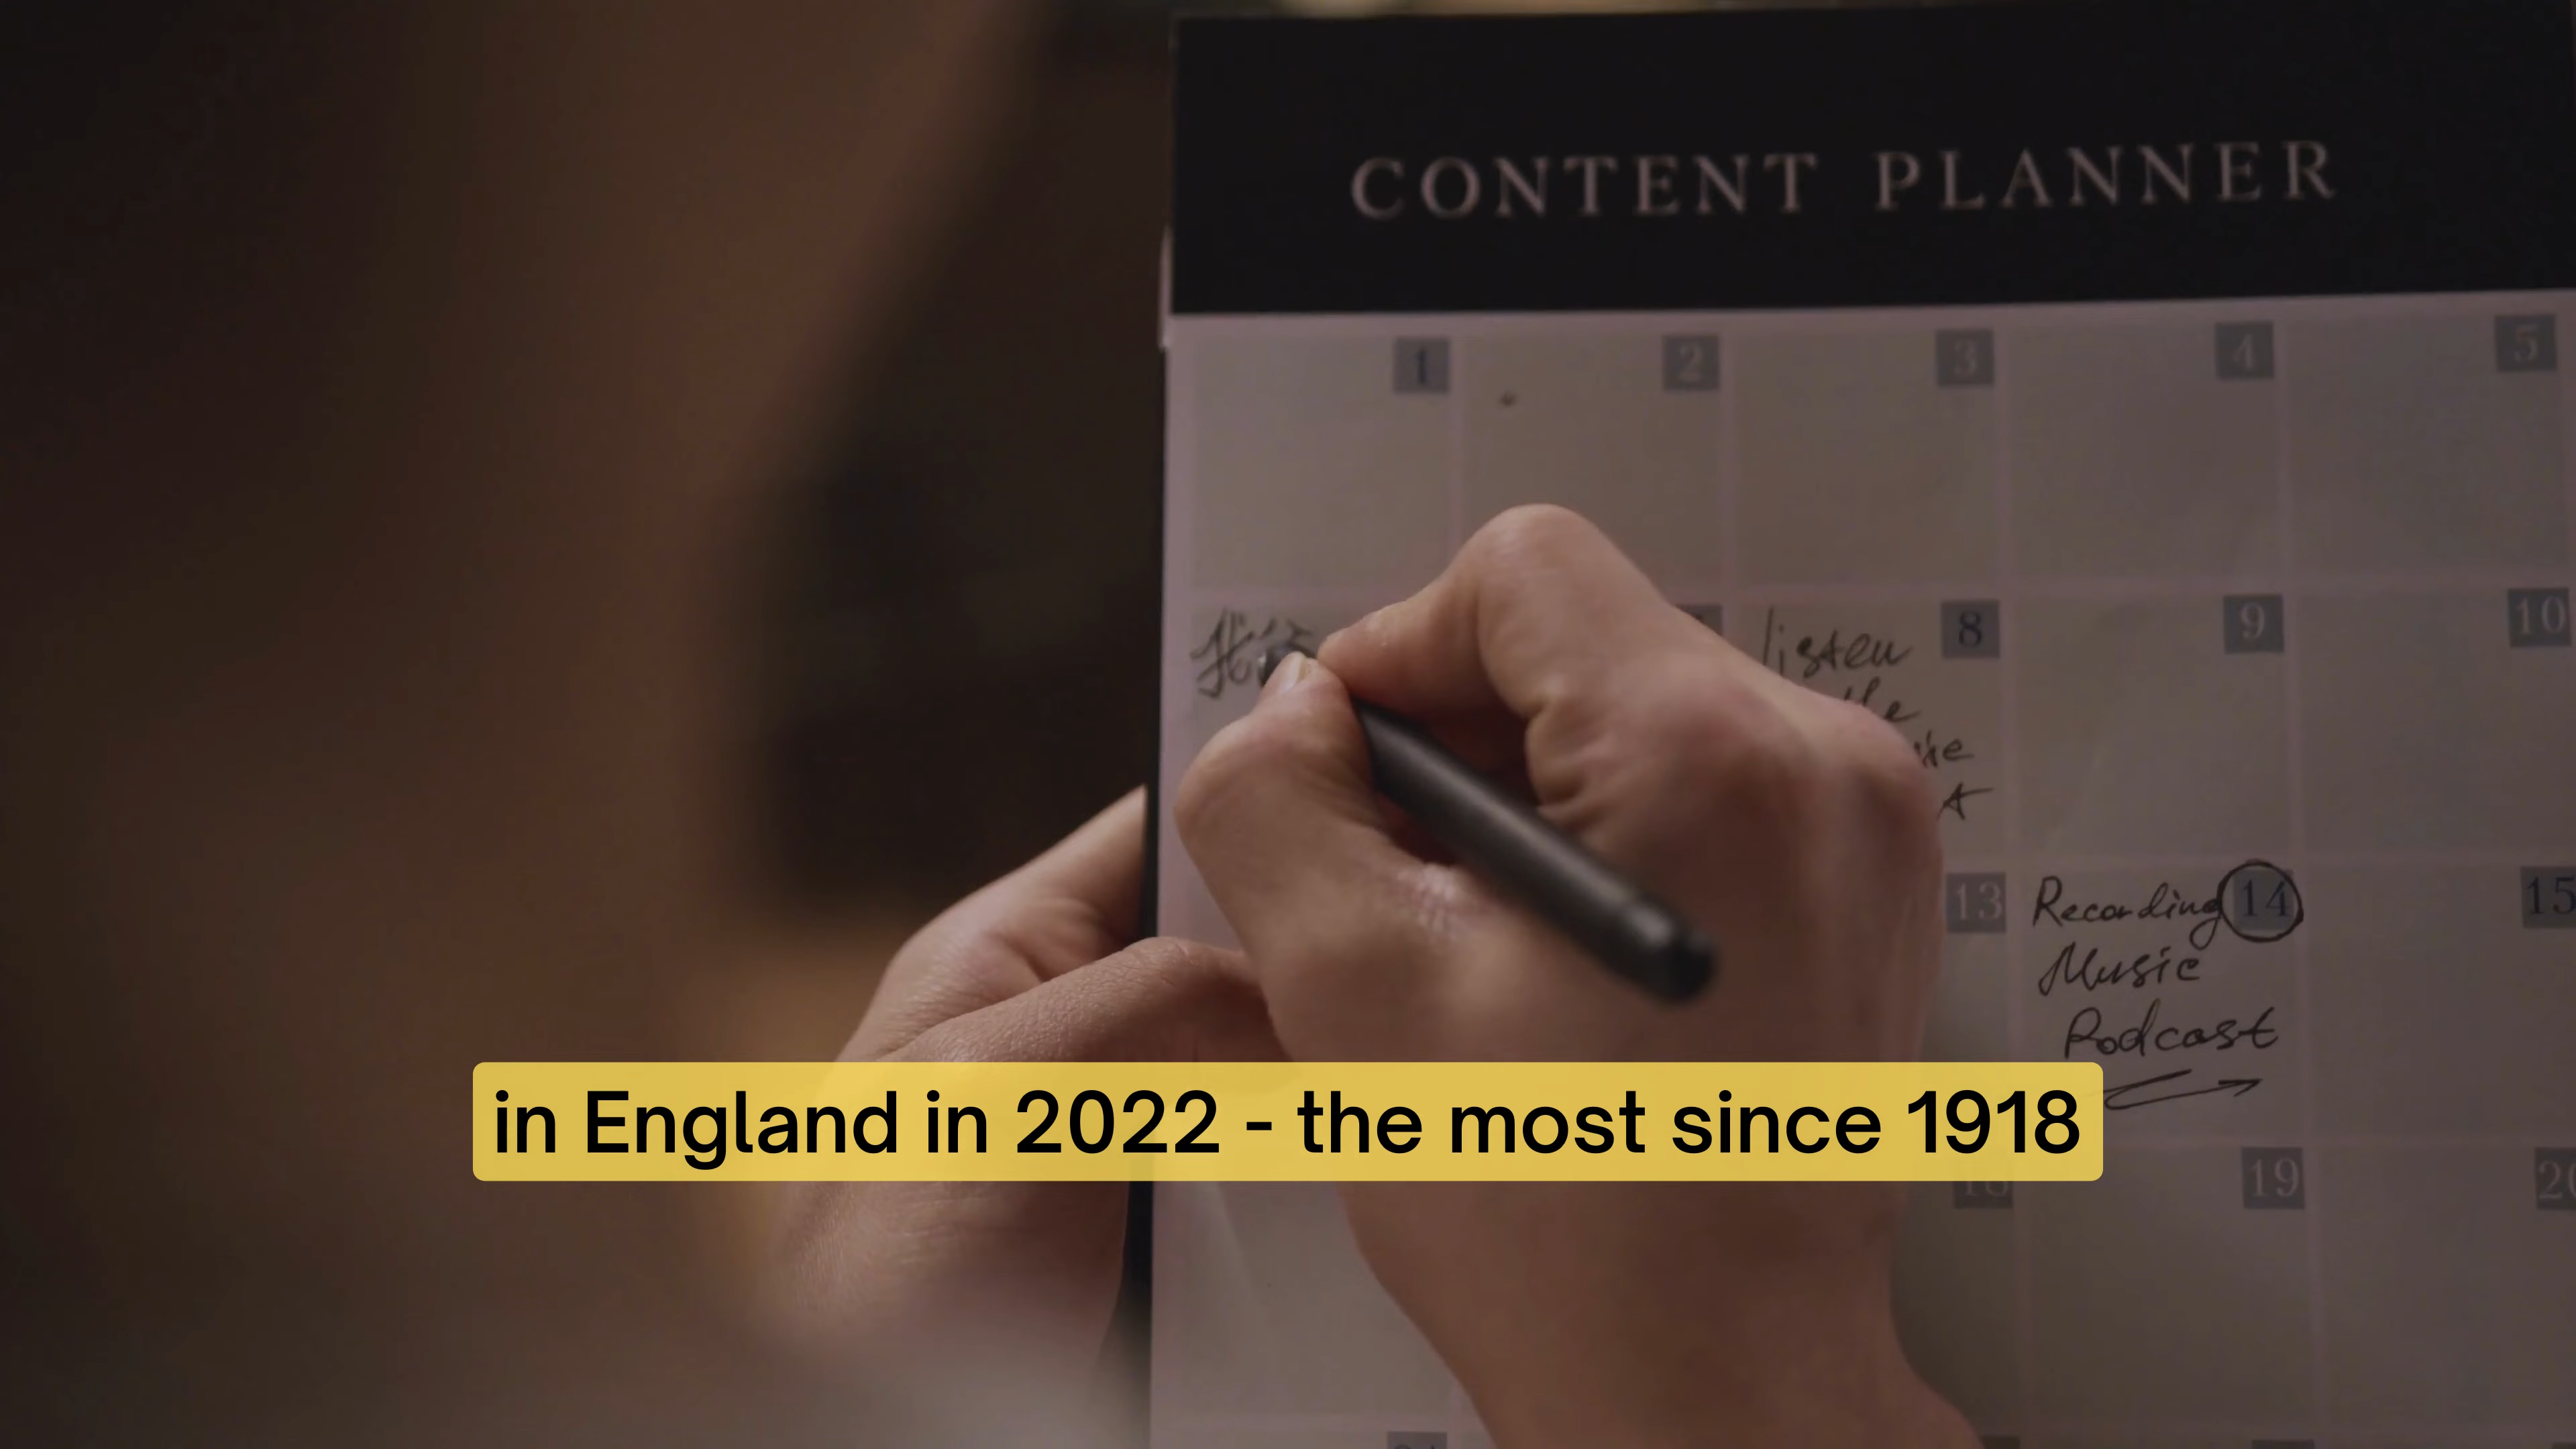 CONTENT PLANNER
1
2
3
4
5
listen
8
9
10
13
Recording
14
15
Music
Podcast
in England in 2022 - the most since 1918
18
19